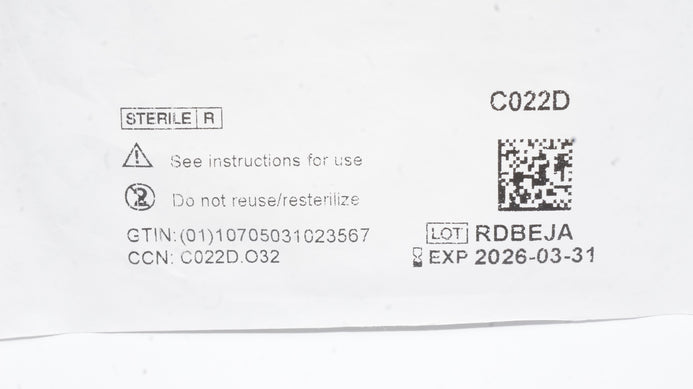 C022D
STERILE R
See instructions for use
Do not reuse/resterilize
GTIN:(01)10705031023567
CCN: C022D.O32
LOT RDBEJA
EXP 2026-03-31